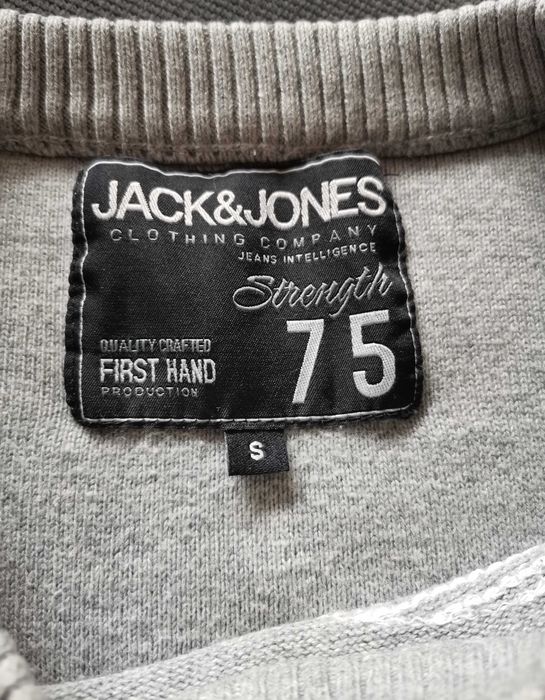 JACK&JONES
CLOTHING COMPANY
JEANS INTELLIGENCE
Strength
75
QUALITY CRAFTED
FIRST HAND
PRODUCTION
S